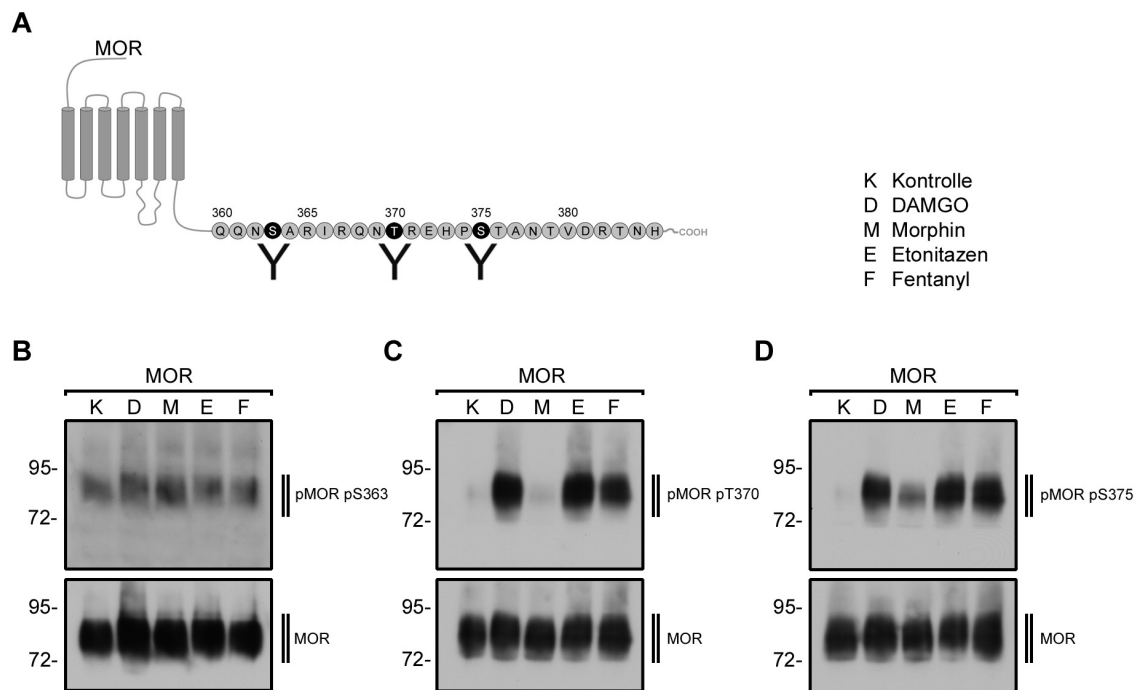 A
MOR
360 365 370 375 380
Q Q N S A R I R Q N T R E H P S T A N T V D R T N H COOH
K Kontrolle
D DAMGO
M Morphin
E Etonitazen
F Fentanyl
B
MOR
K D M E F
95-
72-
pMOR pS363
95-
72-
MOR
C
MOR
K D M E F
95-
72-
pMOR pT370
95-
72-
MOR
D
MOR
K D M E F
95-
72-
pMOR pS375
95-
72-
MOR